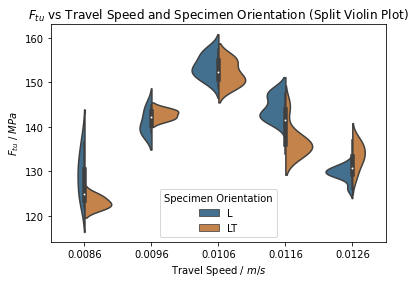 F_tu vs Travel Speed and Specimen Orientation (Split Violin Plot)
160
150
140
130
120
F_tu / MPa
Specimen Orientation
L
LT
0.0086 0.0096 0.0106 0.0116 0.0126
Travel Speed / m/s